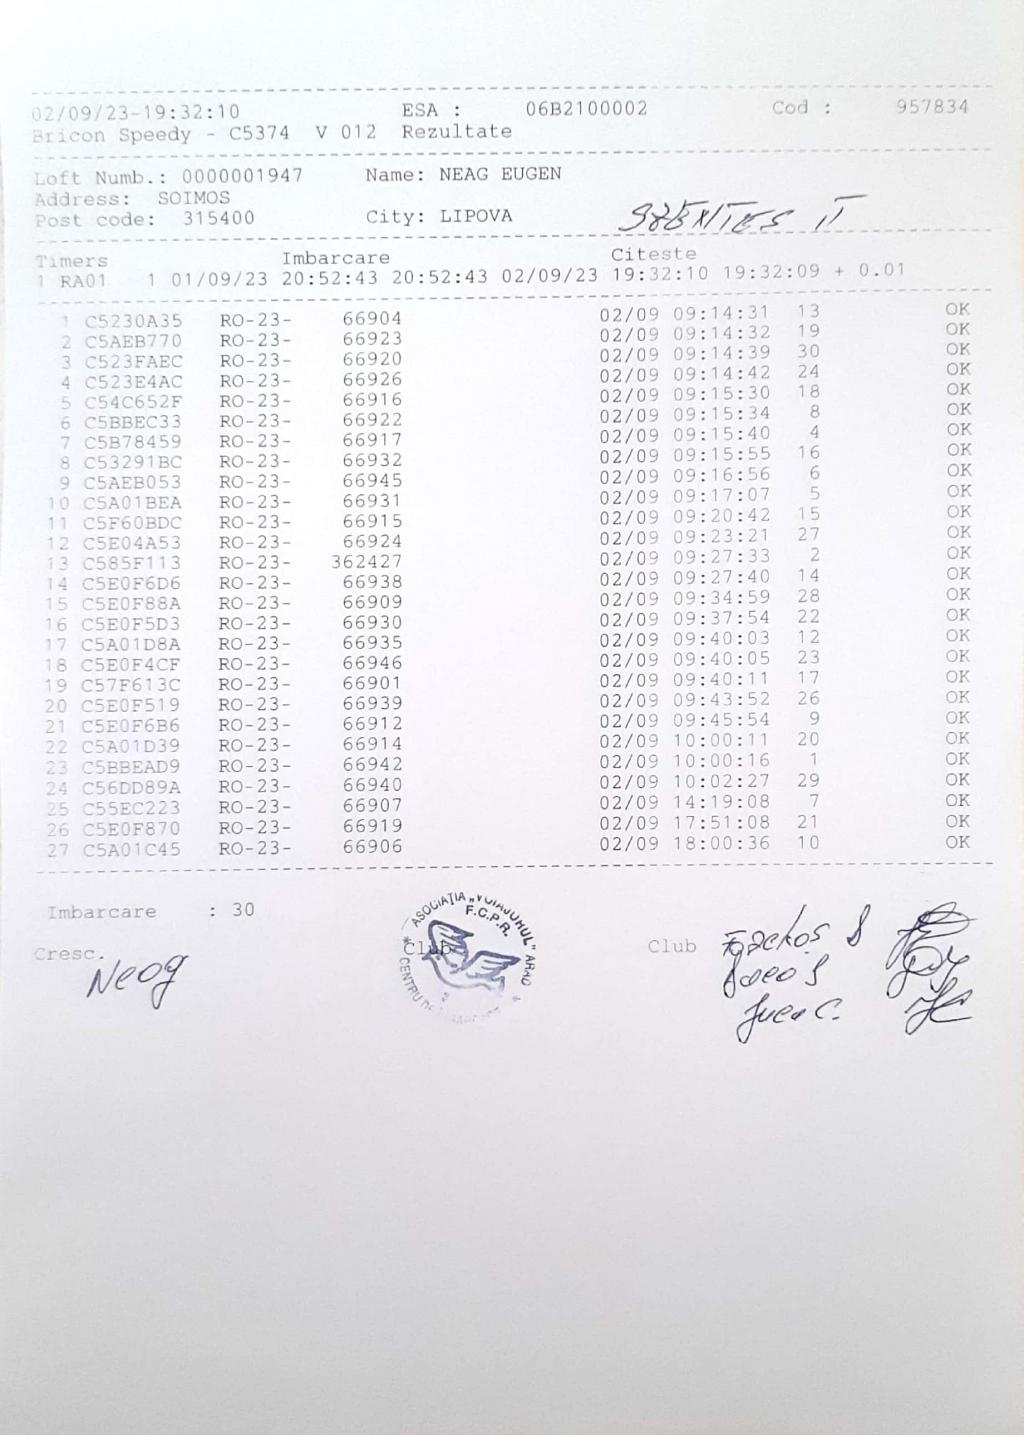 02/09/23-19:32:10 ESA : 06B2100002 Cod : 957834
Bricon Speedy - C5374 V 012 Rezultate
Loft Numb.: 0000001947 Name: NEAG EUGEN
Address: SOIMOS
Post code: 315400 City: LIPOVA
II
Timers Imbarcare Citeste
1 RA01 1 01/09/23 20:52:43 20:52:43 02/09/23 19:32:10 19:32:09 + 0.01
1 C5230A35 RO-23- 66904 02/09 09:14:31 13 OK
2 C5AEB770 RO-23- 66923 02/09 09:14:32 19 OK
3 C523FAEC RO-23- 66920 02/09 09:14:39 30 OK
4 C523E4AC RO-23- 66926 02/09 09:14:42 24 OK
5 C54C652F RO-23- 66916 02/09 09:15:30 18 OK
6 C5BBEC33 RO-23- 66922 02/09 09:15:34 8 OK
7 C5B78459 RO-23- 66917 02/09 09:15:40 4 OK
8 C53291BC RO-23- 66932 02/09 09:15:55 16 OK
9 C5AEB053 RO-23- 66945 02/09 09:16:56 6 OK
10 C5A01BEA RO-23- 66931 02/09 09:17:07 5 OK
11 C5F60BDC RO-23- 66915 02/09 09:20:42 15 OK
12 C5E04A53 RO-23- 66924 02/09 09:23:21 27 OK
13 C585F113 RO-23- 362427 02/09 09:27:33 2 OK
14 C5E0F6D6 RO-23- 66938 02/09 09:27:40 14 OK
15 C5E0F88A RO-23- 66909 02/09 09:34:59 28 OK
16 C5E0F5D3 RO-23- 66930 02/09 09:37:54 22 OK
17 C5A01D8A RO-23- 66935 02/09 09:40:03 12 OK
18 C5E0F4CF RO-23- 66946 02/09 09:40:05 23 OK
19 C57F613C RO-23- 66901 02/09 09:40:11 17 OK
20 C5E0F519 RO-23- 66939 02/09 09:43:52 26 OK
21 C5E0F6B6 RO-23- 66912 02/09 09:45:54 9 OK
22 C5A01D39 RO-23- 66914 02/09 10:00:11 20 OK
23 C5BBEAD9 RO-23- 66942 02/09 10:00:16 1 OK
24 C56DD89A RO-23- 66940 02/09 10:02:27 29 OK
25 C55EC223 RO-23- 66907 02/09 14:19:08 7 OK
26 C5E0F870 RO-23- 66919 02/09 17:51:08 21 OK
27 C5A01C45 RO-23- 66906 02/09 18:00:36 10 OK
Imbarcare : 30
ASOCIAȚIA „VOIAJORUL" ARAD
F.C.P.R.
CENTRU DE
Cresc. Club Club
Neag